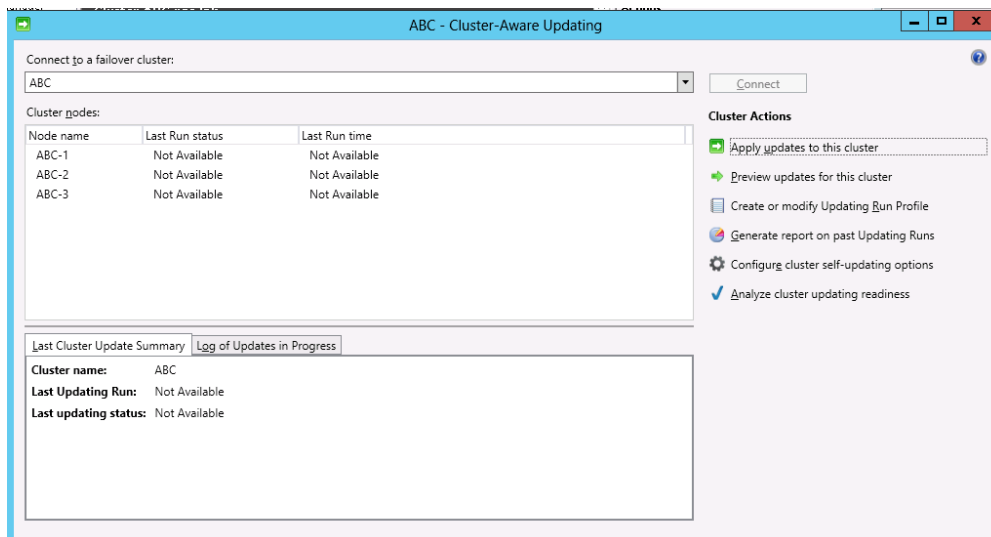 ABC - Cluster-Aware Updating
Connect to a failover cluster:
ABC
Connect
Cluster nodes:
Node name Last Run status Last Run time
ABC-1 Not Available Not Available
ABC-2 Not Available Not Available
ABC-3 Not Available Not Available
Cluster Actions
Apply updates to this cluster
Preview updates for this cluster
Create or modify Updating Run Profile
Generate report on past Updating Runs
Configure cluster self-updating options
Analyze cluster updating readiness
Last Cluster Update Summary Log of Updates in Progress
Cluster name: ABC
Last Updating Run: Not Available
Last updating status: Not Available